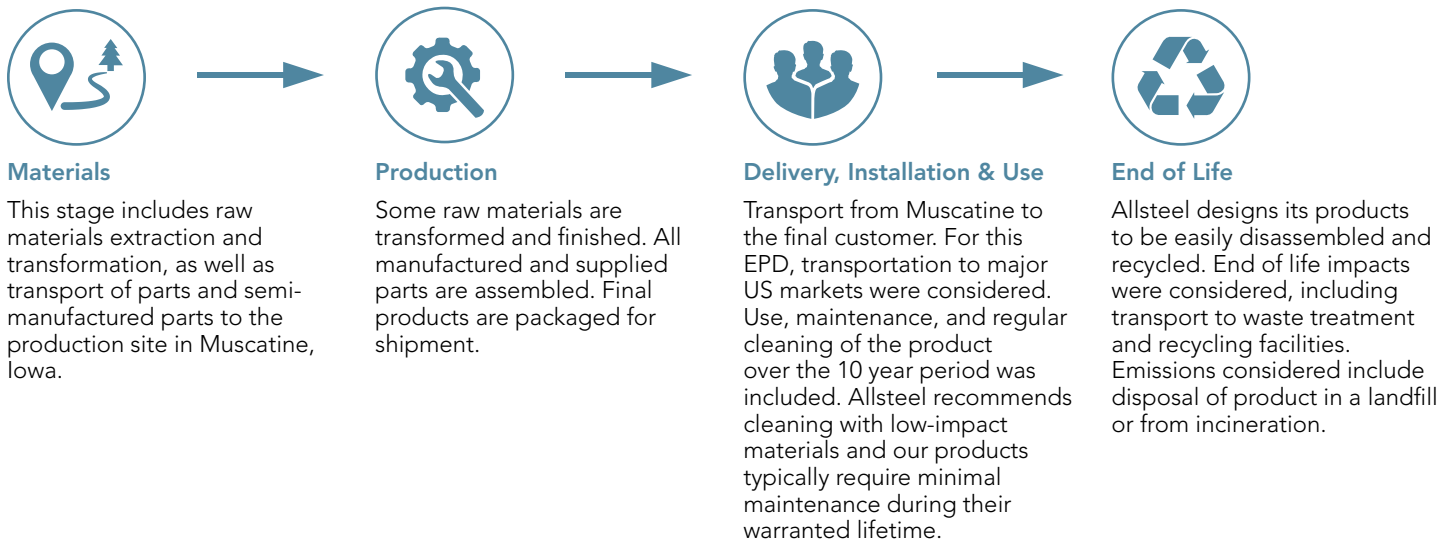 Materials
This stage includes raw
materials extraction and
transformation, as well as
transport of parts and semi-
manufactured parts to the
production site in Muscatine,
Iowa.
Production
Some raw materials are
transformed and finished. All
manufactured and supplied
parts are assembled. Final
products are packaged for
shipment.
Delivery, Installation & Use
Transport from Muscatine to
the final customer. For this
EPD, transportation to major
US markets were considered.
Use, maintenance, and regular
cleaning of the product
over the 10 year period was
included. Allsteel recommends
cleaning with low-impact
materials and our products
typically require minimal
maintenance during their
warranted lifetime.
End of Life
Allsteel designs its products
to be easily disassembled and
recycled. End of life impacts
were considered, including
transport to waste treatment
and recycling facilities.
Emissions considered include
disposal of product in a landfill
or from incineration.